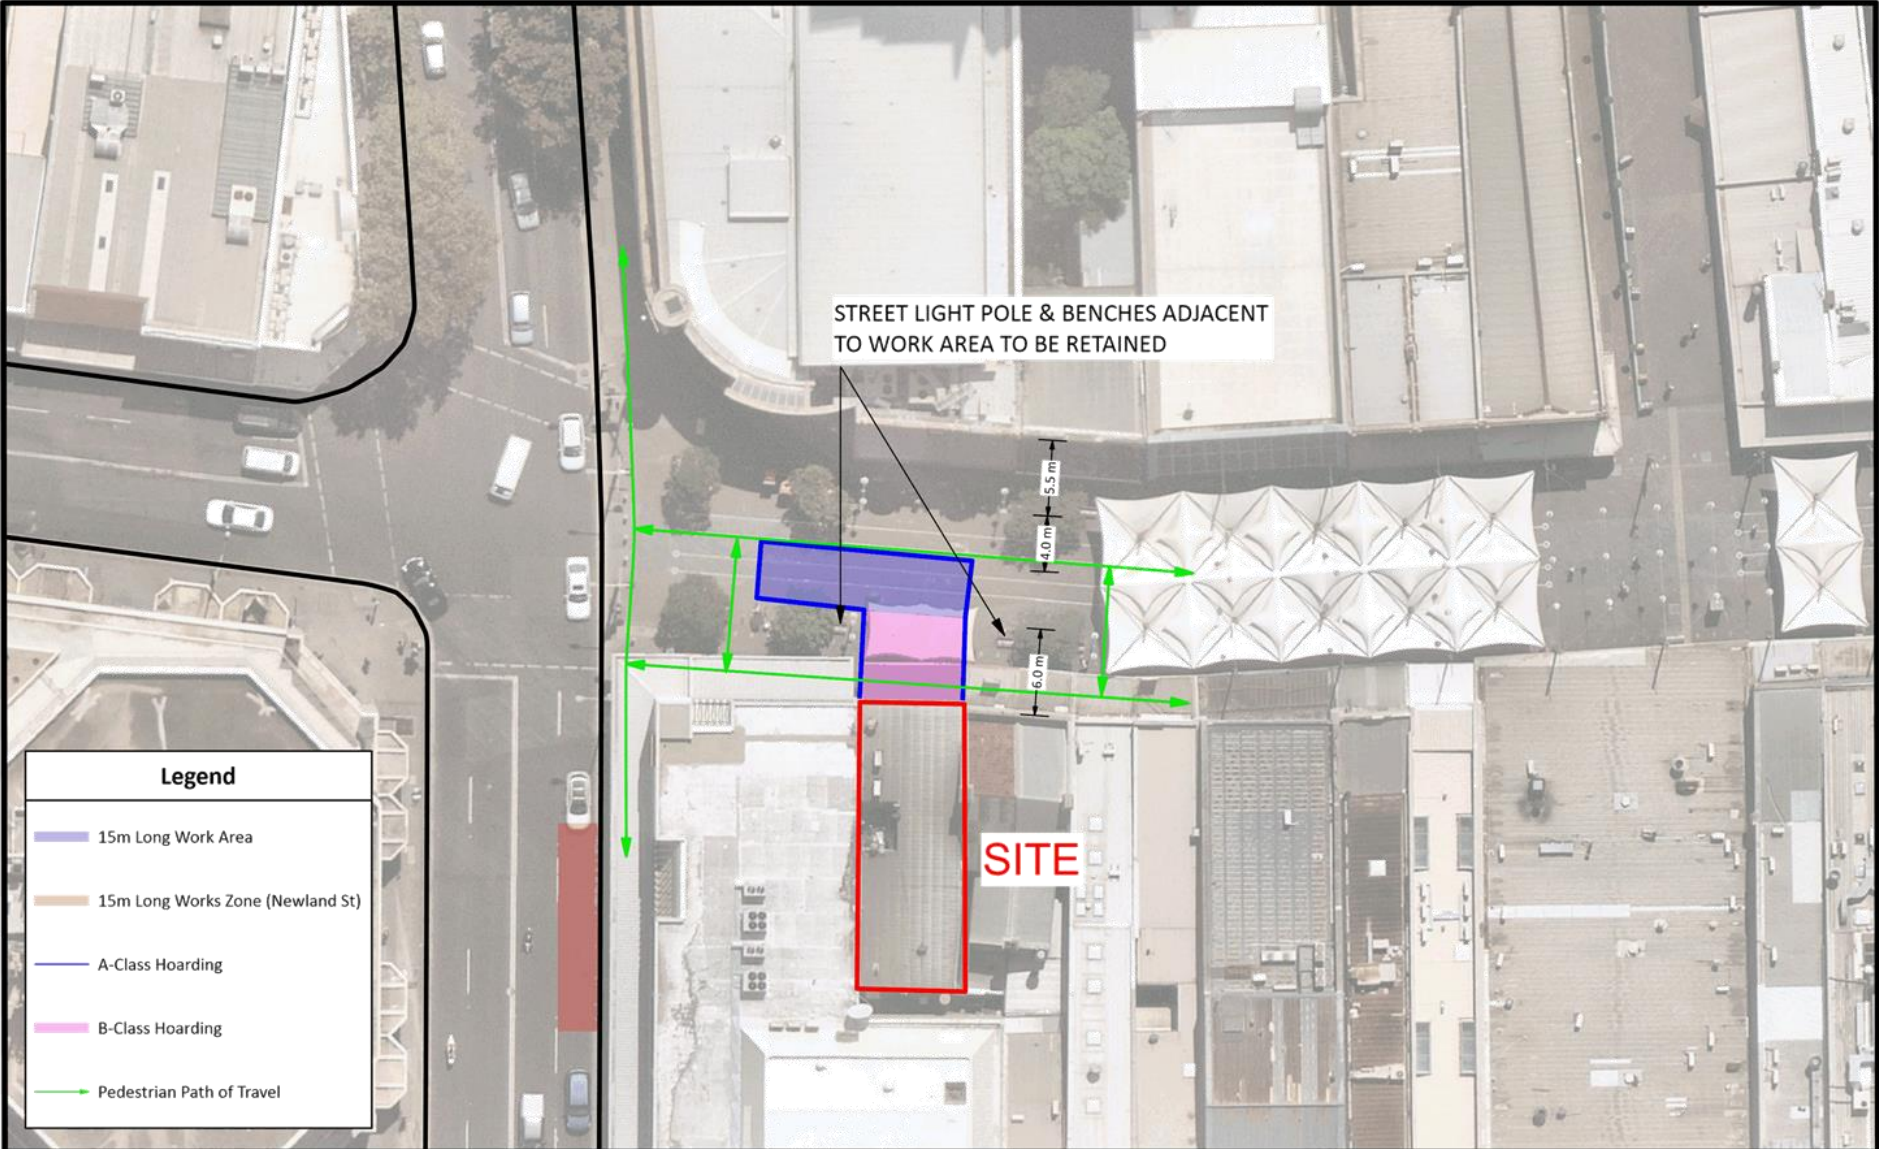 STREET LIGHT POLE & BENCHES ADJACENT
TO WORK AREA TO BE RETAINED
5.5 m
4.0 m
6.0 m
SITE
Legend
15m Long Work Area
15m Long Works Zone (Newland St)
A-Class Hoarding
B-Class Hoarding
Pedestrian Path of Travel